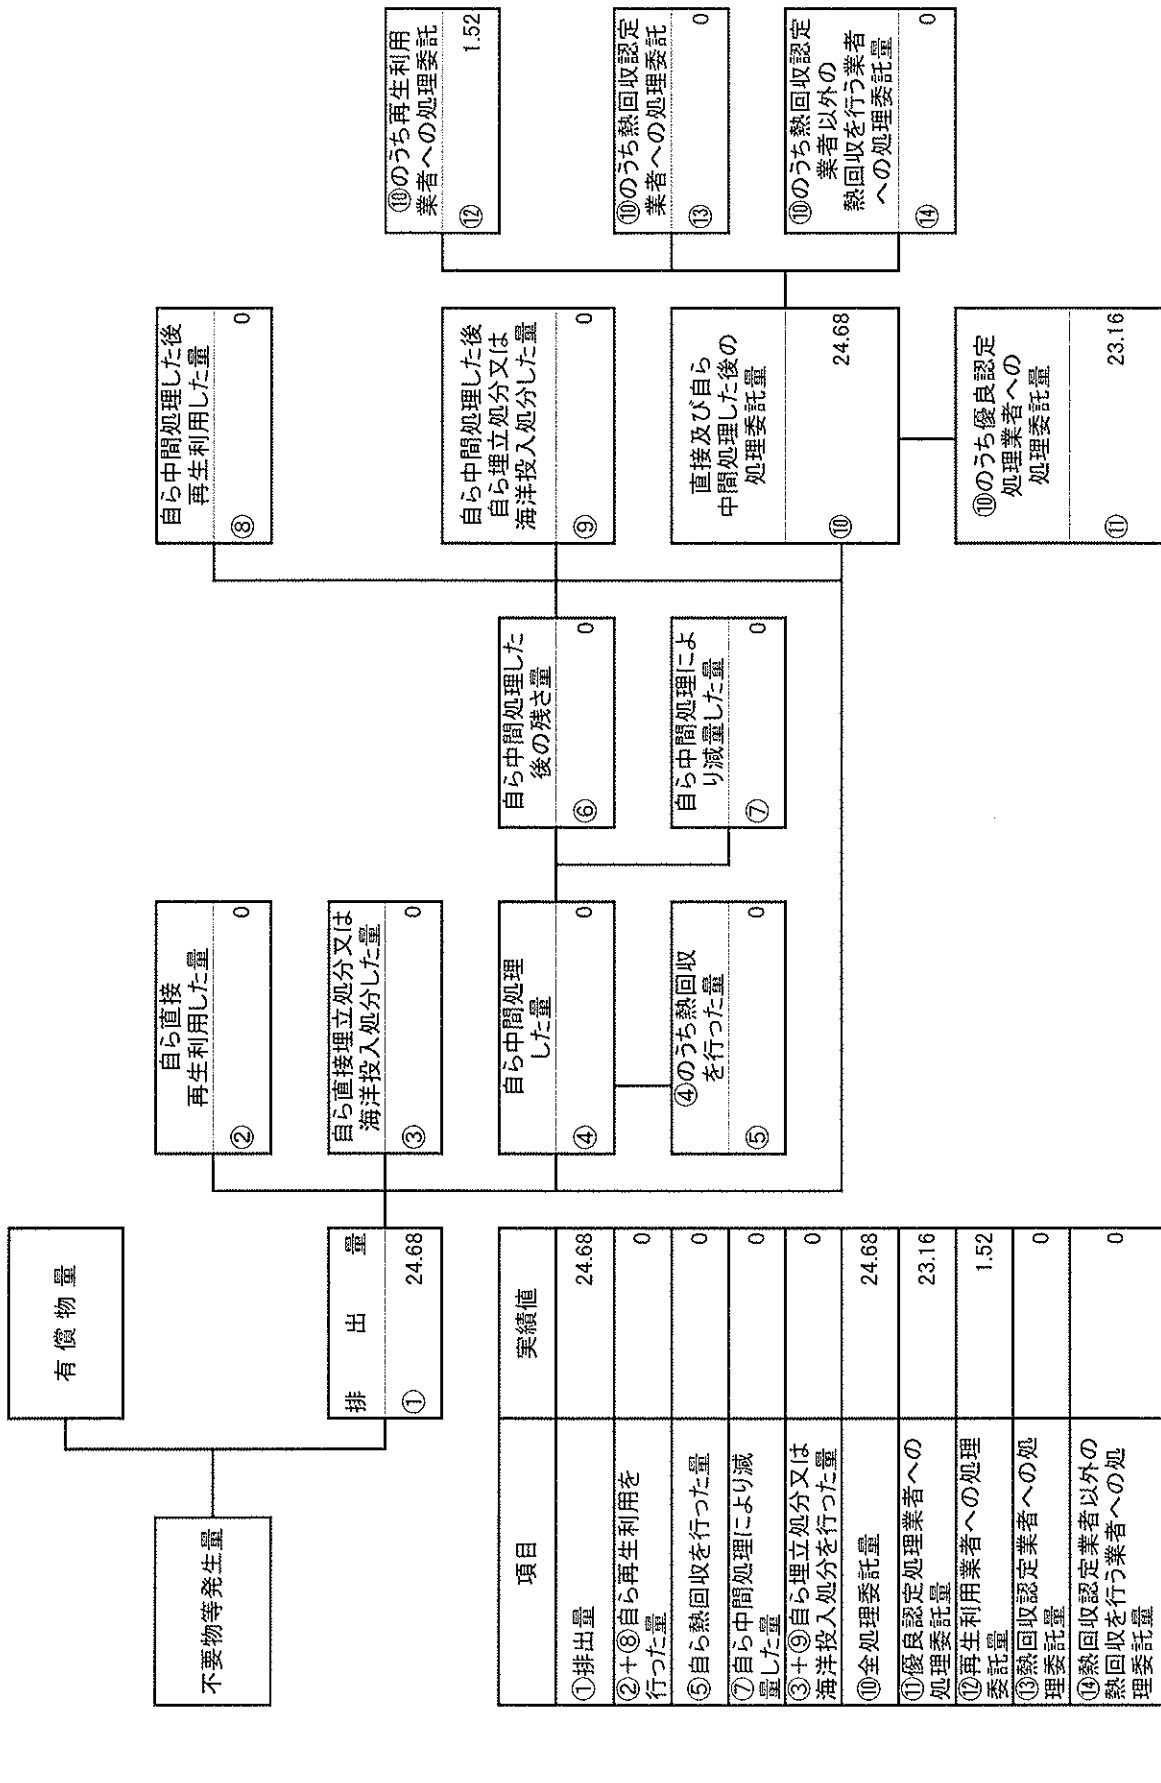 有償物量
不要物等発生量
排出量
① 24.68
自ら直接
再生利用した量
② 0
自ら直接埋立処分又は
海洋投入処分した量
③ 0
自ら中間処理
した量
④ 0
④のうち熱回収
を行った量
⑤ 0
自ら中間処理した
後の残さ量
⑥ 0
自ら中間処理によ
り減量した量
⑦ 0
自ら中間処理した後
再生利用した量
⑧ 0
自ら中間処理した後
自ら埋立処分又は
海洋投入処分した量
⑨ 0
直接及び自ら
中間処理した後の
処理委託量
⑩ 24.68
⑩のうち優良認定
処理業者への
処理委託量
⑪ 23.16
⑩のうち再生利用
業者への処理委託
⑫ 1.52
⑩のうち熱回収認定
業者への処理委託
⑬ 0
⑩のうち熱回収認定
業者以外の
熱回収を行う業者
への処理委託量
⑭ 0
項目 実績値
①排出量 24.68
②+⑧自ら再生利用を
行った量 0
⑤自ら熱回収を行った量 0
⑦自ら中間処理により減
量した量 0
③+⑨自ら埋立処分又は
海洋投入処分を行った量 0
⑩全処理委託量 24.68
⑪優良認定処理業者への
処理委託量 23.16
⑫再生利用業者への処理
委託量 1.52
⑬熱回収認定業者への処
理委託量 0
⑭熱回収認定業者以外の
熱回収を行う業者への処
理委託量 0